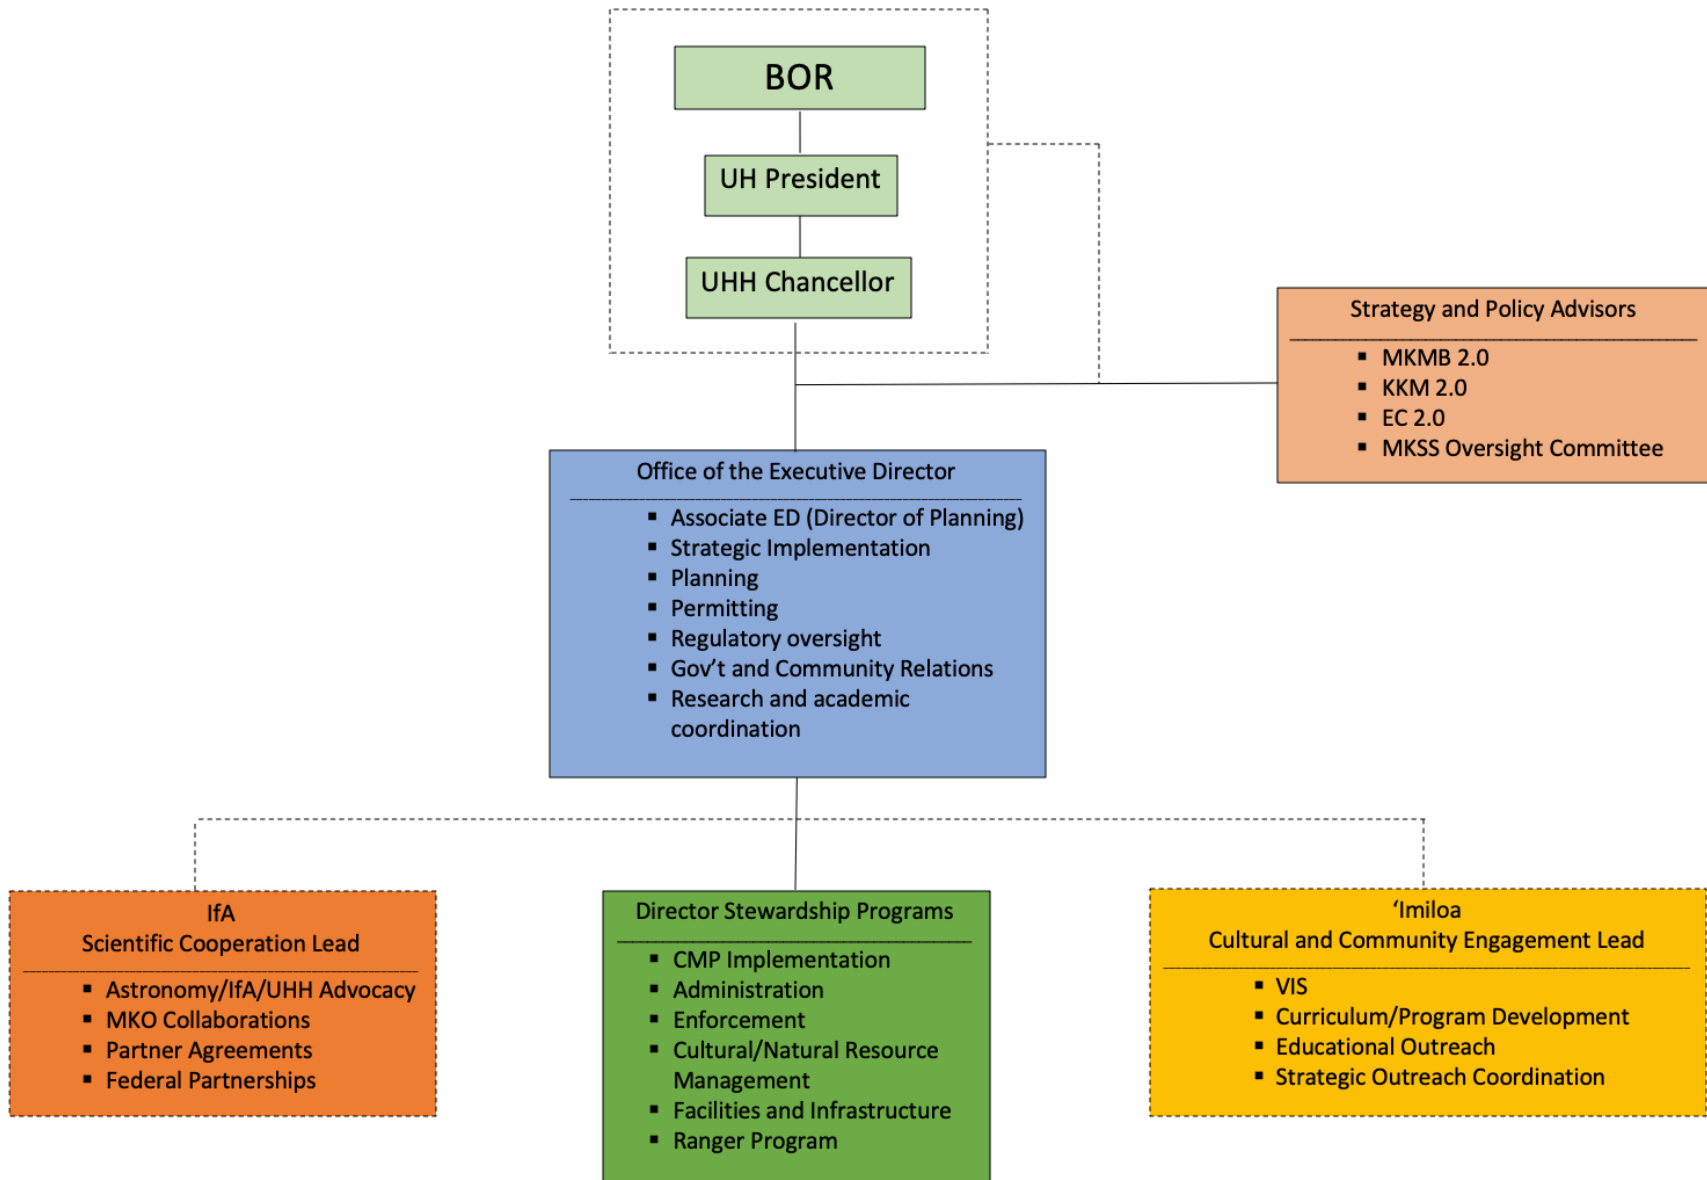 BOR
UH President
UHH Chancellor
Strategy and Policy Advisors
▪ MKMB 2.0
▪ KKM 2.0
▪ EC 2.0
▪ MKSS Oversight Committee
Office of the Executive Director
▪ Associate ED (Director of Planning)
▪ Strategic Implementation
▪ Planning
▪ Permitting
▪ Regulatory oversight
▪ Gov’t and Community Relations
▪ Research and academic
coordination
IfA
Scientific Cooperation Lead
▪ Astronomy/IfA/UHH Advocacy
▪ MKO Collaborations
▪ Partner Agreements
▪ Federal Partnerships
Director Stewardship Programs
▪ CMP Implementation
▪ Administration
▪ Enforcement
▪ Cultural/Natural Resource
Management
▪ Facilities and Infrastructure
▪ Ranger Program
‘Imiloa
Cultural and Community Engagement Lead
▪ VIS
▪ Curriculum/Program Development
▪ Educational Outreach
▪ Strategic Outreach Coordination